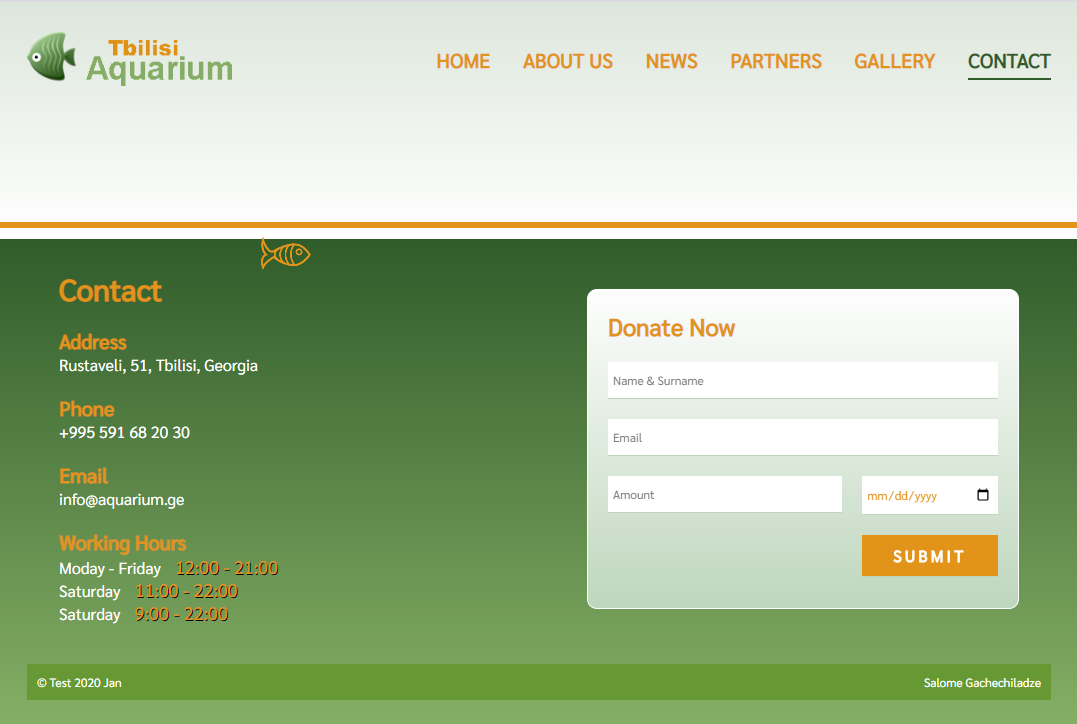 Tbilisi
Aquarium
HOME ABOUT US NEWS PARTNERS GALLERY CONTACT
Contact
Address
Rustaveli, 51, Tbilisi, Georgia
Phone
+995 591 68 20 30
Email
info@aquarium.ge
Working Hours
Moday - Friday 12:00 - 21:00
Saturday 11:00 - 22:00
Saturday 9:00 - 22:00
Donate Now
Name & Surname
Email
Amount mm/dd/yyyy
SUBMIT
© Test 2020 Jan Salome Gachechiladze